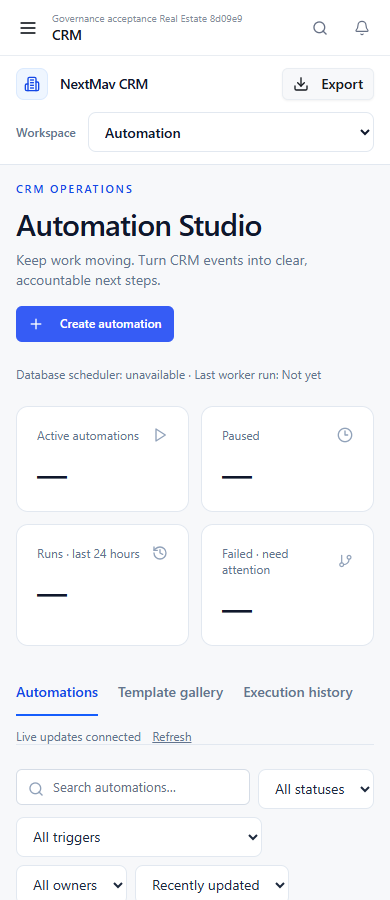 Governance acceptance Real Estate 8d09e9
CRM
NextMav CRM
Export
Workspace
Automation
CRM OPERATIONS
Automation Studio
Keep work moving. Turn CRM events into clear,
accountable next steps.
Create automation
Database scheduler: unavailable · Last worker run: Not yet
Active automations
—
Paused
—
Runs · last 24 hours
—
Failed · need
attention
—
Automations
Template gallery
Execution history
Live updates connected
Refresh
Search automations...
All statuses
All triggers
All owners
Recently updated